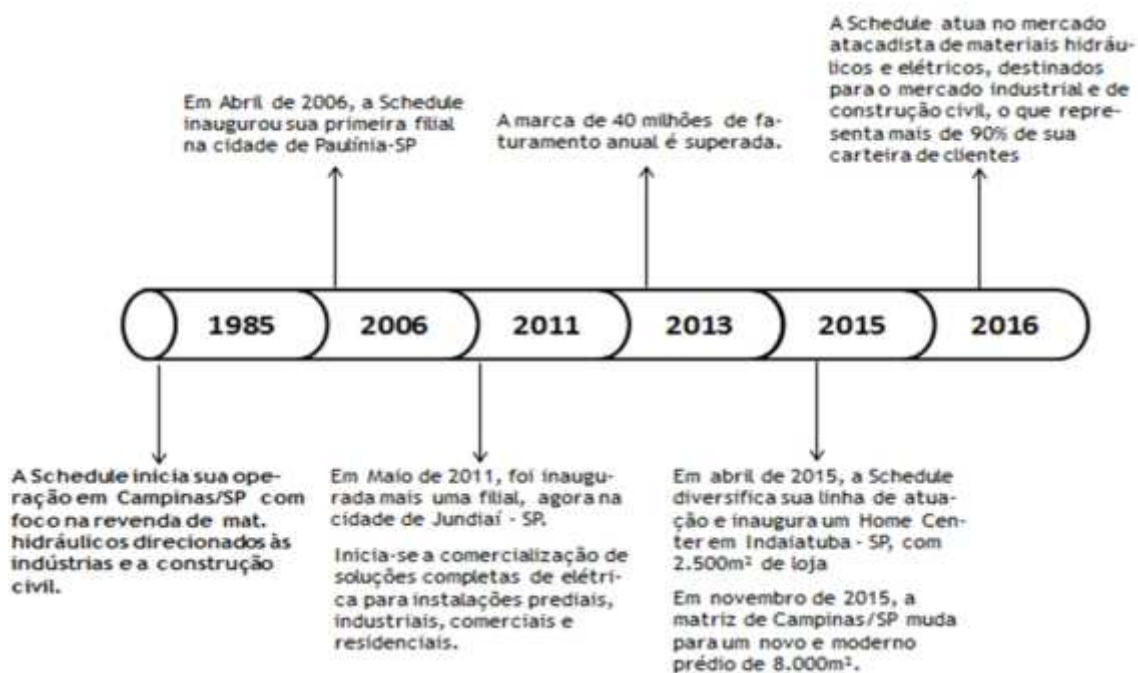 A Schedule atua no mercado
atacadista de materiais hidráu-
licos e elétricos, destinados
para o mercado industrial e de
construção civil, o que repre-
senta mais de 90% de sua
carteira de clientes
Em Abril de 2006, a Schedule
inaugurou sua primeira filial
na cidade de Paulínia-SP
A marca de 40 milhões de fa-
turamento anual é superada.
1985
2006
2011
2013
2015
2016
A Schedule inicia sua ope-
ração em Campinas/SP com
foco na revenda de mat.
hidráulicos direcionados às
indústrias e a construção
civil.
Em Maio de 2011, foi inaugu-
rada mais uma filial, agora na
cidade de Jundiaí - SP.
Inicia-se a comercialização de
soluções completas de elétri-
ca para instalações prediais,
industriais, comerciais e
residenciais.
Em abril de 2015, a Schedule
diversifica sua linha de atua-
ção e inaugura um Home Cen-
ter em Indaiatuba - SP, com
2.500m² de loja
Em novembro de 2015, a
matriz de Campinas/SP muda
para um novo e moderno
prédio de 8.000m².